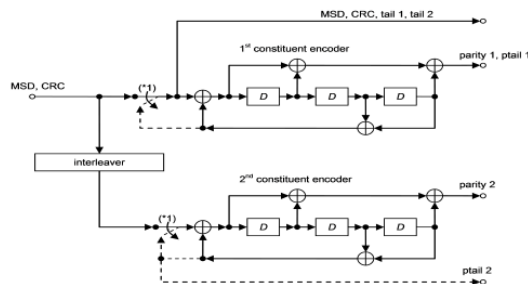 MSD, CRC, tail 1, tail 2
1st constituent encoder
parity 1, ptail 1
MSD, CRC
(*1)
D
D
D
interleaver
2nd constituent encoder
parity 2
(*1)
D
D
D
ptail 2